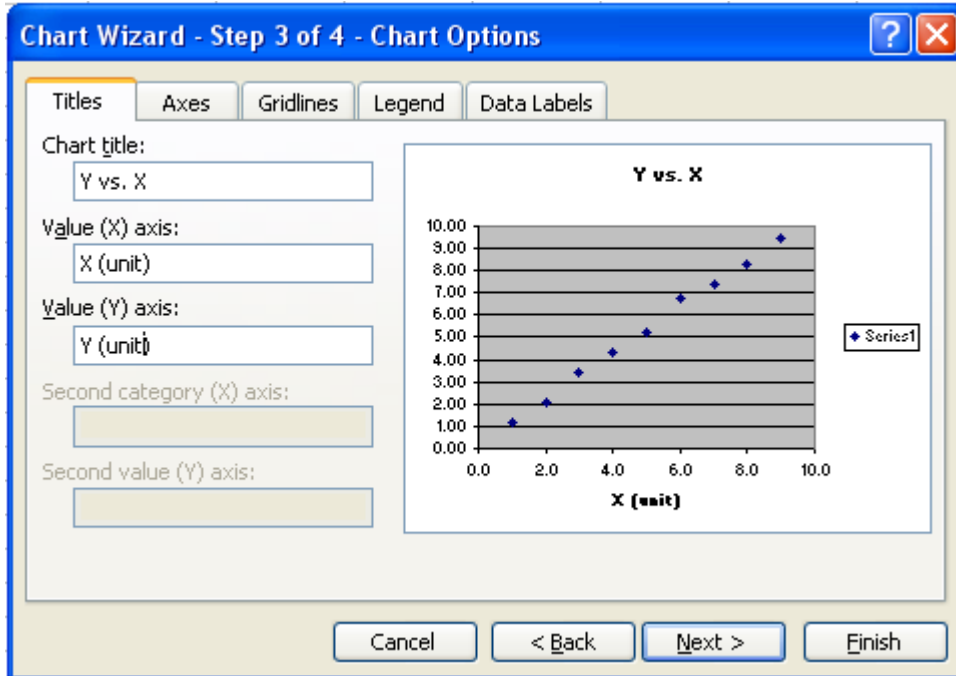 Chart Wizard - Step 3 of 4 - Chart Options
Titles Axes Gridlines Legend Data Labels
Chart title:
Y vs. X
Value (X) axis:
X (unit)
Value (Y) axis:
Y (unit)
Second category (X) axis:
Second value (Y) axis:
Y vs. X
10.00
9.00
8.00
7.00
6.00
5.00
4.00
3.00
2.00
1.00
0.00
0.0 2.0 4.0 6.0 8.0 10.0
X (unit)
Series1
Cancel < Back Next > Finish